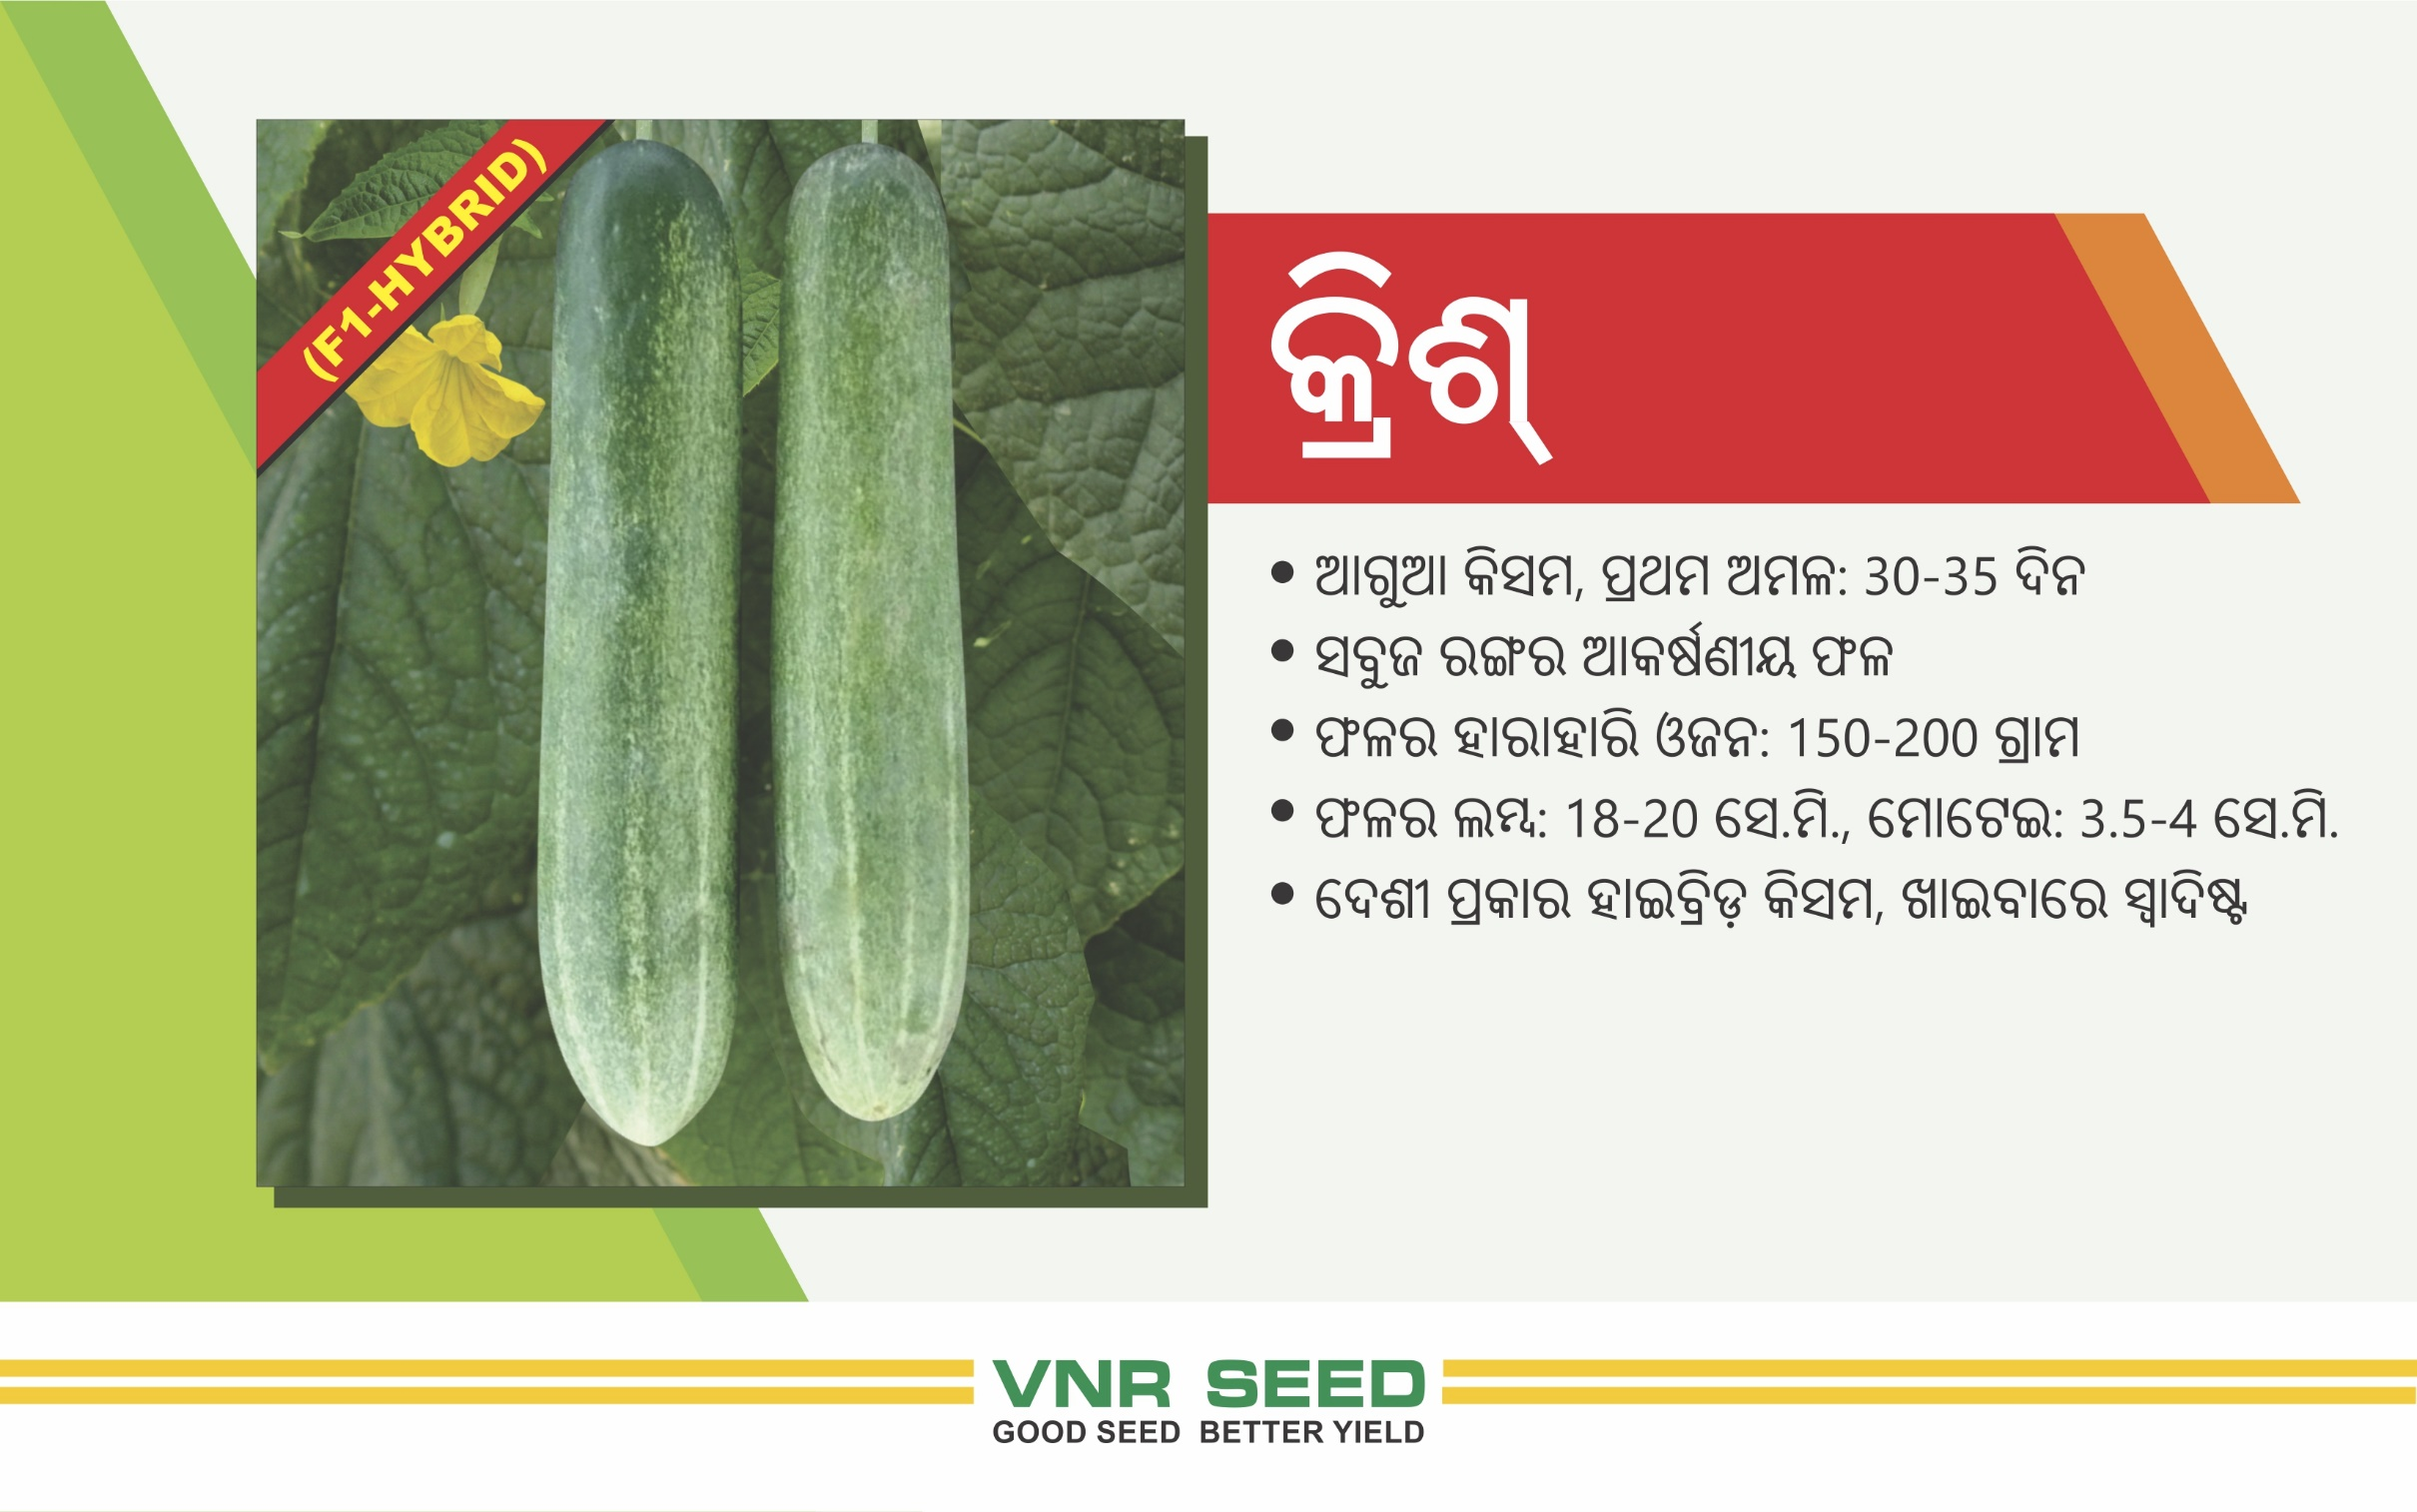 (F1-HYBRID))
କ୍ରିଶ୍
• ଆଗୁଆ କିସମ, ପ୍ରଥମ ଅମଳ: 30-35 ଦିନ
• ସବୁଜ ରଙ୍ଗର ଆକର୍ଷଣୀୟ ଫଳ
• ଫଳର ହାରାହାରି ଓଜନ: 150-200 ଗ୍ରାମ
• ଫଳର ଲମ୍ବ: 18-20 ସେ.ମି., ମୋଟେଇ: 3.5-4 ସେ.ମି.
• ଦେଶୀ ପ୍ରକାର ହାଇବ୍ରିଡ଼ କିସମ, ଖାଇବାରେ ସ୍ୱାଦିଷ୍ଟ
VNR SEED
GOOD SEED BETTER YIELD